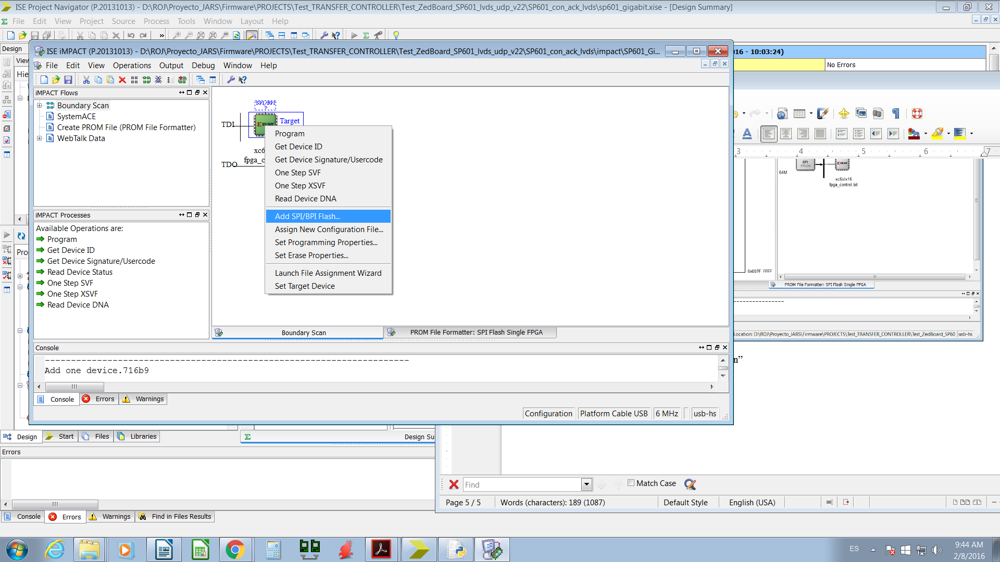 ISE Project Navigator (P.20131013) - D:\ROJ\Proyecto_JARS\Firmware\PROJECTS\Test_TRANSFER_CONTROLLER\Test_ZedBoard_SP601_lvds_udp_v22\SP601_con_ack_lvds\sp601_gigabit.xise - [Design Summary]
File Edit View Project Source Process Tools Window Layout Help
»
Design
View
Hie
016 - 10:03:24)
No Errors
ISE iMPACT (P.20131013) - D:\ROJ\Proyecto_JARS\Firmware\PROJECTS\Test_TRANSFER_CONTROLLER\Test_ZedBoard_SP601_lvds_udp_v22\SP601_con_ack_lvds\impact\SP601_Gi...
File Edit View Operations Output Debug Window Help
iMPACT Flows
Boundary Scan
SystemACE
Create PROM File (PROM File Formatter)
WebTalk Data
SPI/BPI
?
TDI
XILINX
Target
xc6
fpga_c
TDO
Program
Get Device ID
Get Device Signature/Usercode
One Step SVF
One Step XSVF
Read Device DNA
Add SPI/BPI Flash...
Assign New Configuration File...
Set Programming Properties...
Set Erase Properties...
Launch File Assignment Wizard
Set Target Device
iMPACT Processes
Available Operations are:
Program
Get Device ID
Get Device Signature/Usercode
Read Device Status
One Step SVF
One Step XSVF
Read Device DNA
Pro
Boundary Scan
PROM File Formatter: SPI Flash Single FPGA
Console
----------------------------------------------------------------------
Add one device.716b9
Console Errors Warnings
Configuration Platform Cable USB 6 MHz usb-hs
3 4 5 6 7
SPI
PROM
XILINX
64M
xc6slx16
fpga_control.bit
0x007F FFFF
PROM File Formatter: SPI Flash Single FPGA
Location: D:\ROJ\Proyecto_JARS\Firmware\PROJECTS\Test_TRANSFER_CONTROLLER\Test_ZedBoard_SP60 usb-hs
n”
Design Start Files Libraries
Design Su
Errors
Console Errors Warnings Find in Files Results
Find
Match Case
Page 5 / 5 Words (characters): 189 (1087) Default Style English (USA)
ES
9:44 AM
2/8/2016